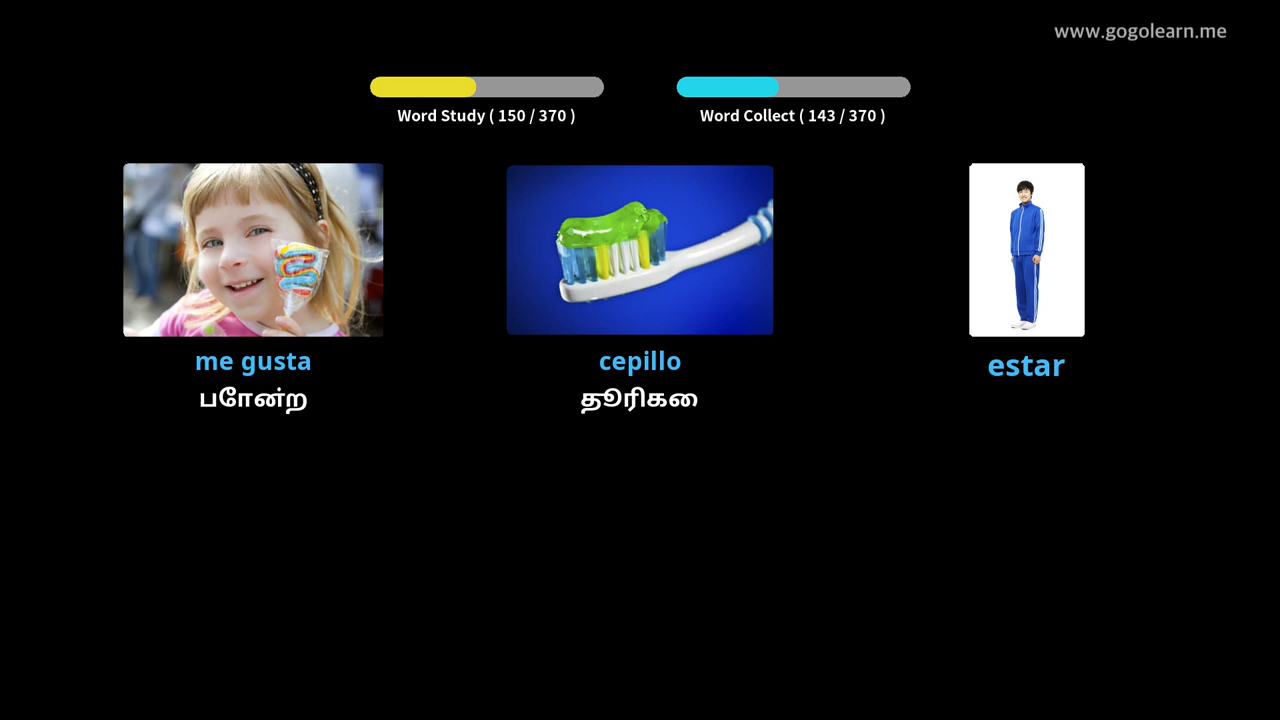 www.gogolearn.me
Word Study ( 150 / 370 )
Word Collect ( 143 / 370 )
me gusta
cepillo
estar
போன்ற
தூரிகை